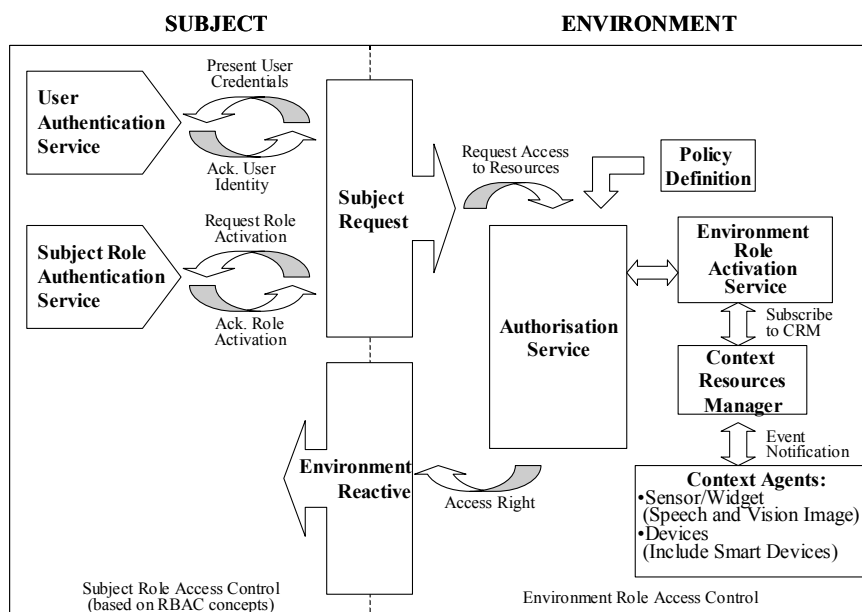 SUBJECT
ENVIRONMENT
Present User
Credentials
User
Authentication
Service
Ack. User
Identity
Request Role
Activation
Subject Role
Authentication
Service
Ack. Role
Activation
Subject
Request
Request Access
to Resources
Policy
Definition
Environment
Role
Activation
Service
Authorisation
Service
Subscribe
to CRM
Context
Resources
Manager
Event
Notification
Environment
Reactive
Access Right
Context Agents:
•Sensor/Widget
(Speech and Vision Image)
•Devices
(Include Smart Devices)
Subject Role Access Control
(based on RBAC concepts)
Environment Role Access Control